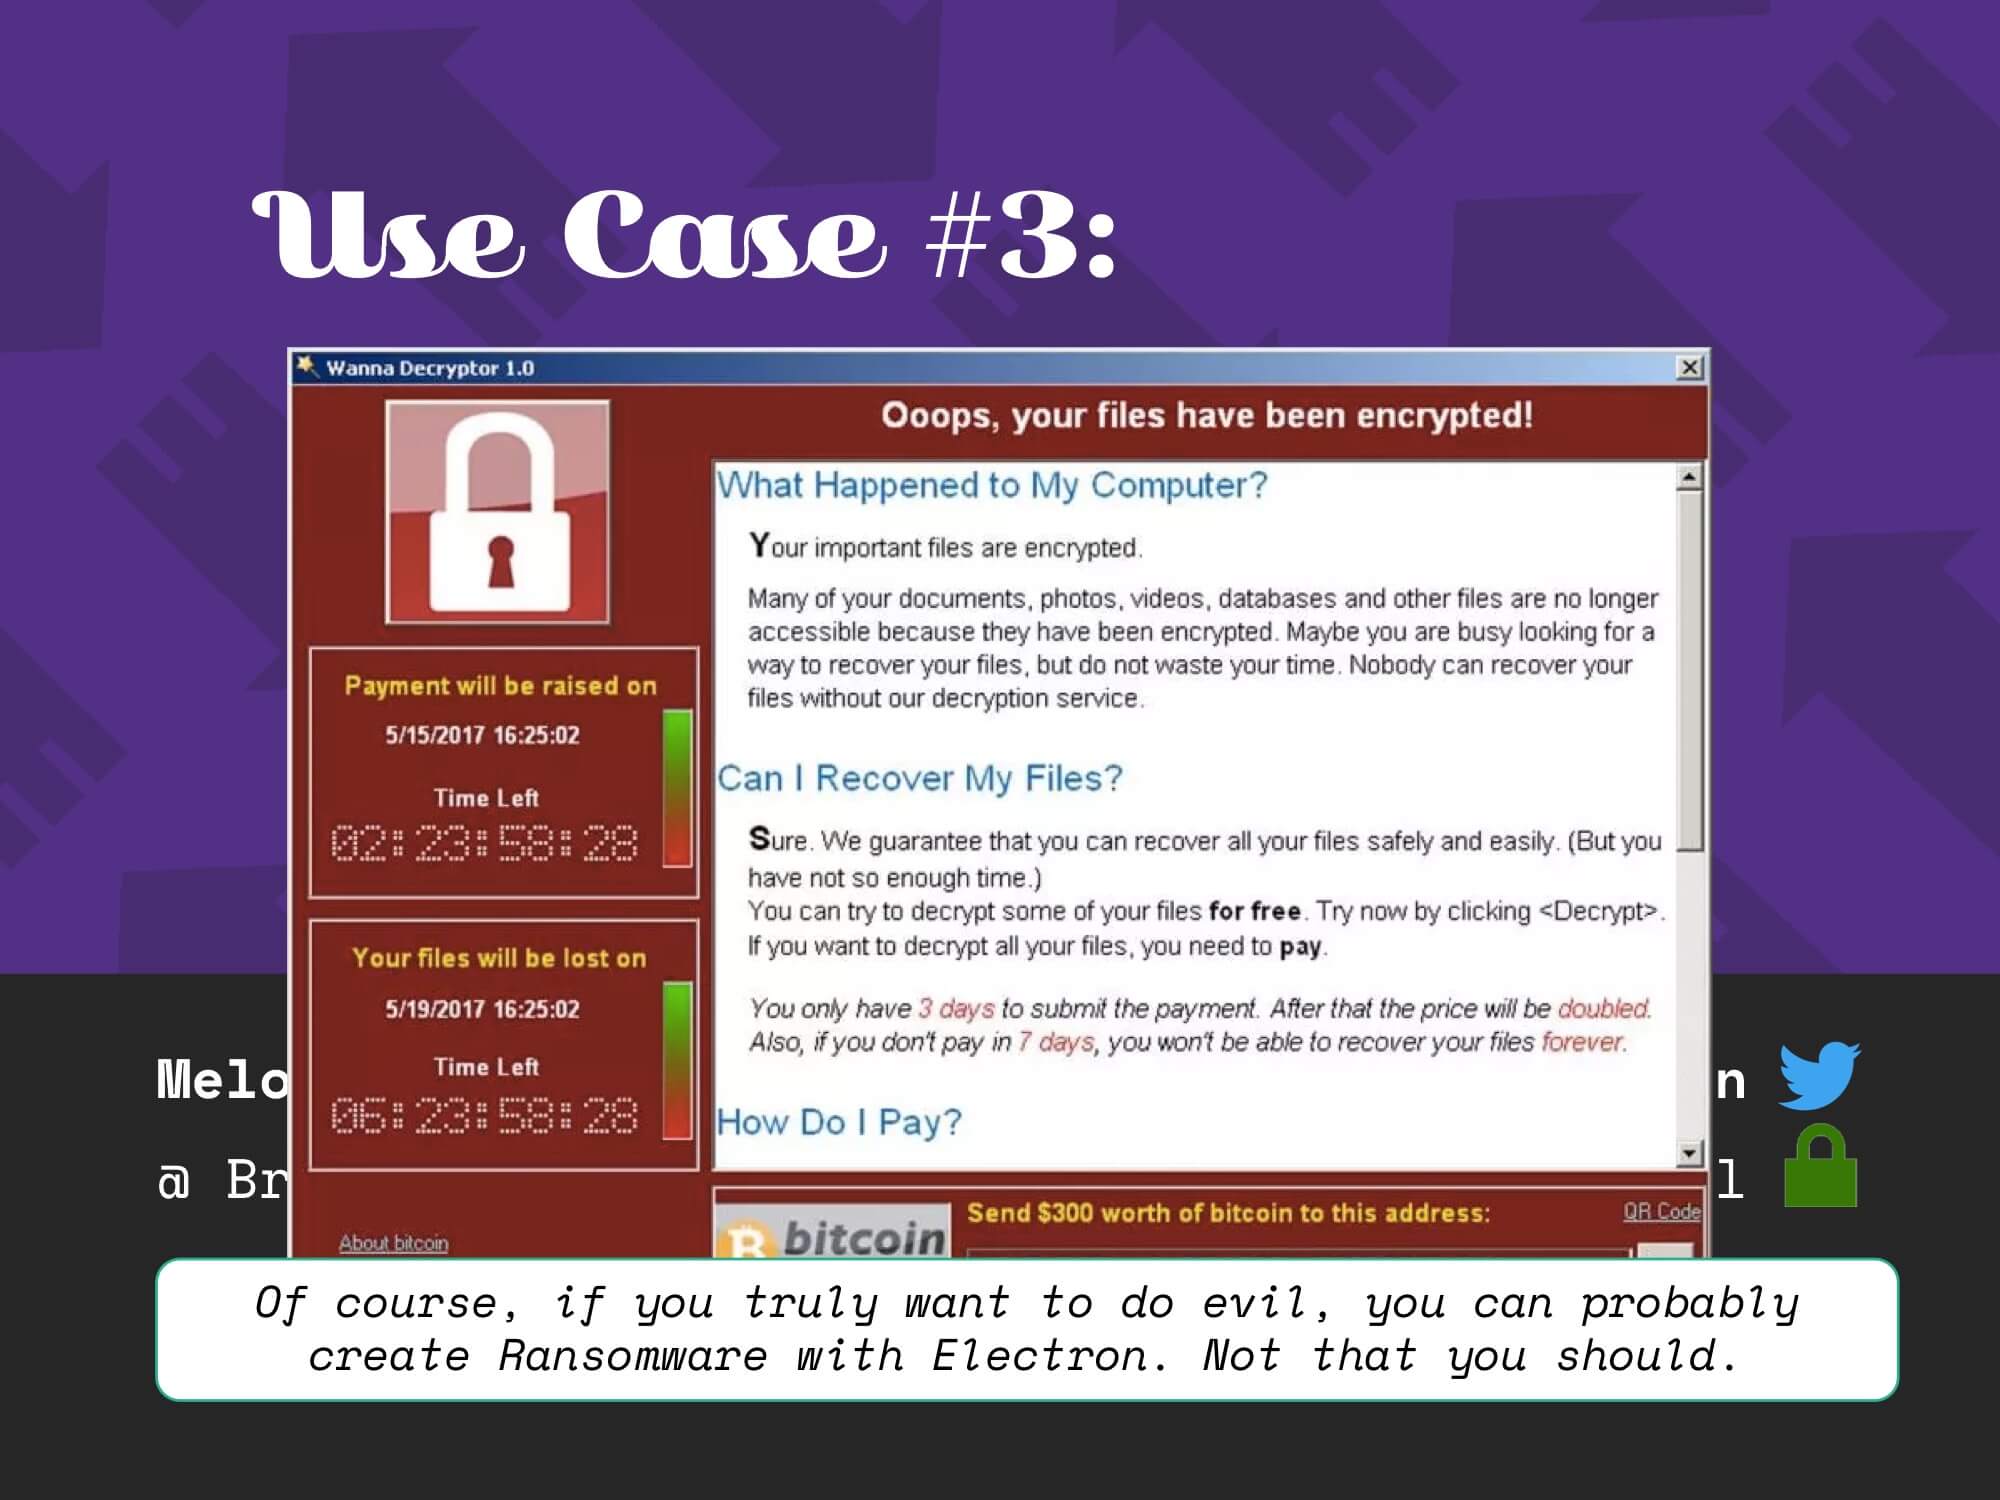 Use Case #3:
Wanna Decryptor 1.0
Ooops, your files have been encrypted!
What Happened to My Computer?
Your important files are encrypted.
Many of your documents, photos, videos, databases and other files are no longer
accessible because they have been encrypted. Maybe you are busy looking for a
way to recover your files, but do not waste your time. Nobody can recover your
files without our decryption service.
Can I Recover My Files?
Sure. We guarantee that you can recover all your files safely and easily. (But you
have not so enough time.)
You can try to decrypt some of your files for free. Try now by clicking <Decrypt>.
If you want to decrypt all your files, you need to pay.
You only have 3 days to submit the payment. After that the price will be doubled.
Also, if you don't pay in 7 days, you won't be able to recover your files forever.
How Do I Pay?
Payment will be raised on
5/15/2017 16:25:02
Time Left
02:23:58:28
Your files will be lost on
5/19/2017 16:25:02
Time Left
06:23:58:28
About bitcoin
bitcoin
Send $300 worth of bitcoin to this address:
QR Code
Of course, if you truly want to do evil, you can probably
create Ransomware with Electron. Not that you should.